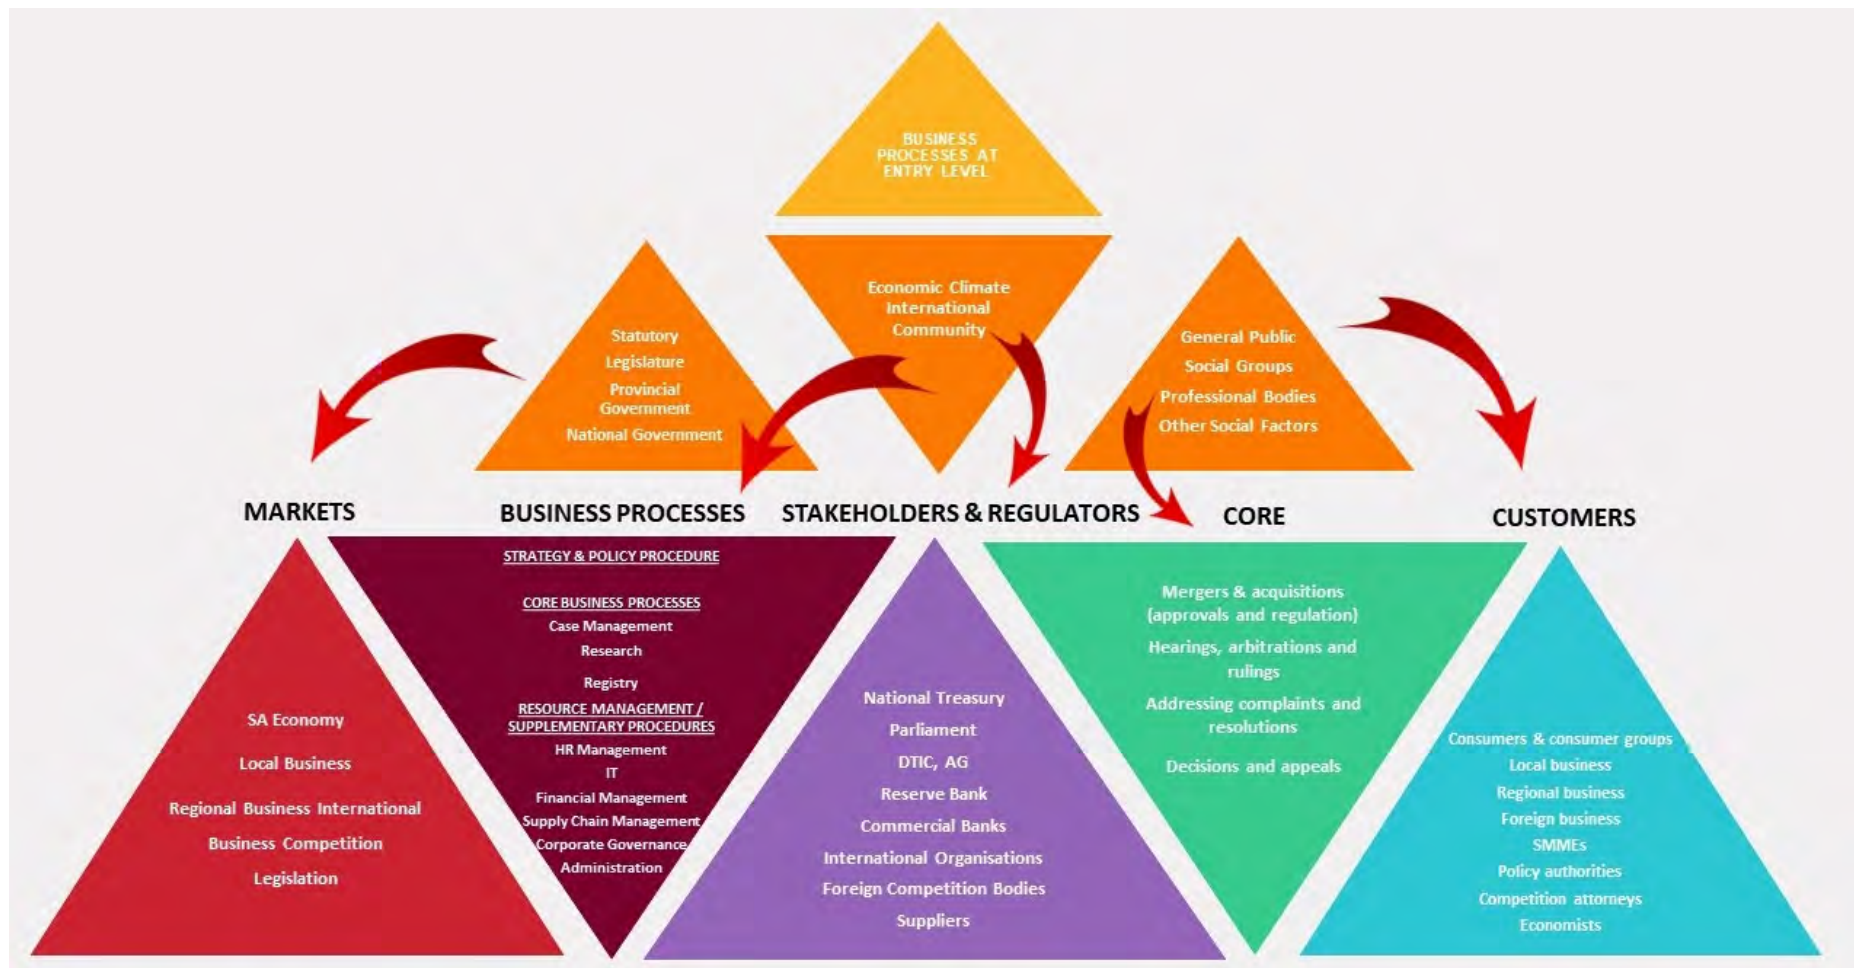 BUSINESS
PROCESSES AT
ENTRY LEVEL
Economic Climate
International
Community
Statutory
Legislature
Provincial
Government
National Government
General Public
Social Groups
Professional Bodies
Other Social Factors
MARKETS
BUSINESS PROCESSES
STAKEHOLDERS & REGULATORS
CORE
CUSTOMERS
SA Economy
Local Business
Regional Business International
Business Competition
Legislation
STRATEGY & POLICY PROCEDURE
CORE BUSINESS PROCESSES
Case Management
Research
Registry
RESOURCE MANAGEMENT /
SUPPLEMENTARY PROCEDURES
HR Management
IT
Financial Management
Supply Chain Management
Corporate Governance
Administration
National Treasury
Parliament
DTIC, AG
Reserve Bank
Commercial Banks
International Organisations
Foreign Competition Bodies
Suppliers
Mergers & acquisitions
(approvals and regulation)
Hearings, arbitrations and
rulings
Addressing complaints and
resolutions
Decisions and appeals
Consumers & consumer groups
Local business
Regional business
Foreign business
SMMEs
Policy authorities
Competition attorneys
Economists